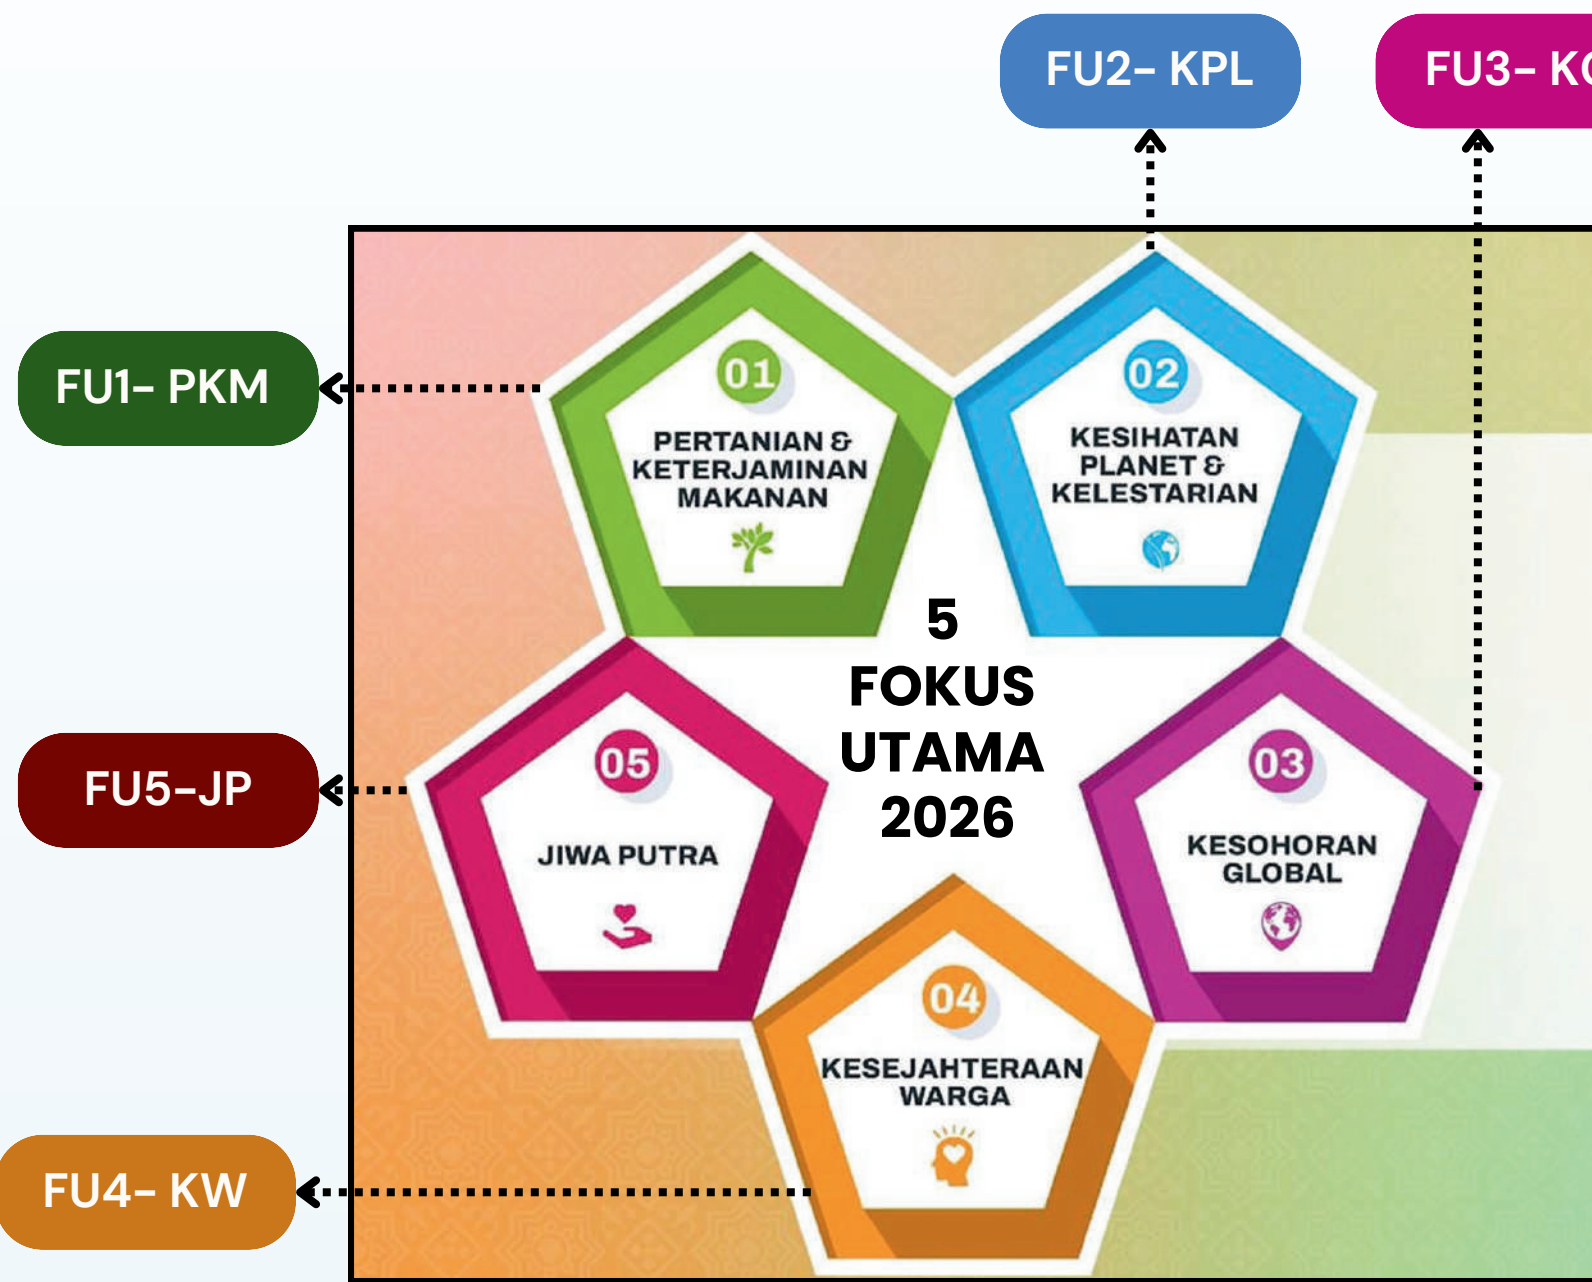 FU2- KPL
FU3- KG
FU1- PKM
01
PERTANIAN &
KETERJAMINAN
MAKANAN
02
KESIHATAN
PLANET &
KELESTARIAN
5
FOKUS
UTAMA
2026
FU5-JP
05
JIWA PUTRA
03
KESOHORAN
GLOBAL
04
KESEJAHTERAAN
WARGA
FU4- KW